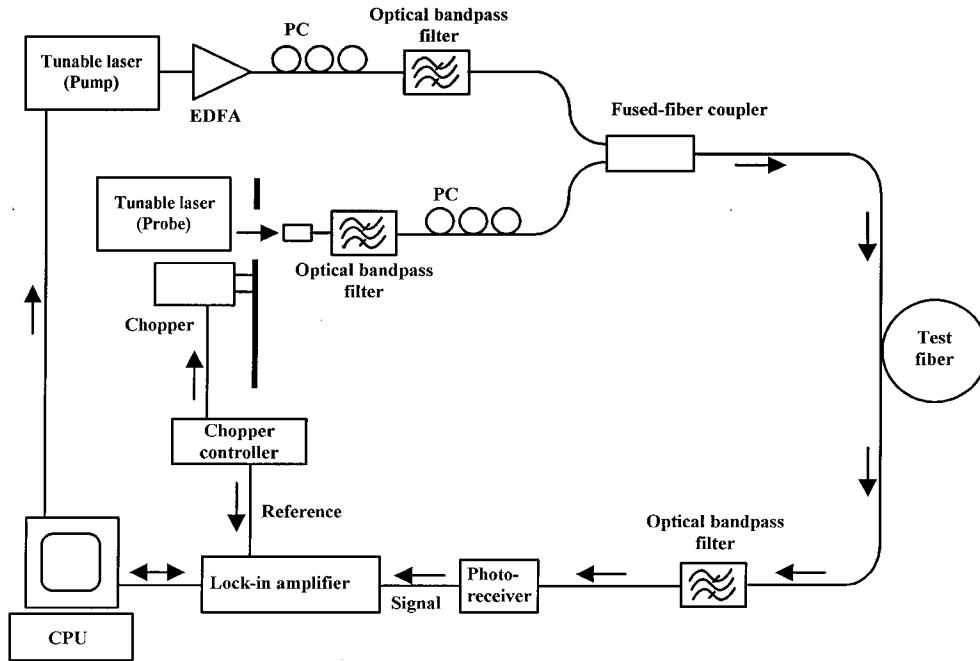 Optical bandpass
filter
PC
Tunable laser
(Pump)
EDFA
Fused-fiber coupler
Tunable laser
(Probe)
PC
Optical bandpass
filter
Chopper
Test
fiber
Chopper
controller
Reference
Optical bandpass
filter
Lock-in amplifier
Signal
Photo-
receiver
CPU